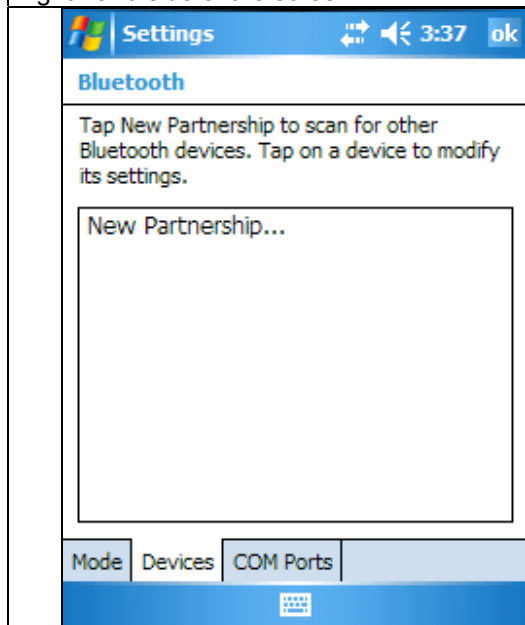 Settings 3:37 ok
Bluetooth
Tap New Partnership to scan for other
Bluetooth devices. Tap on a device to modify
its settings.
New Partnership...
Mode Devices COM Ports